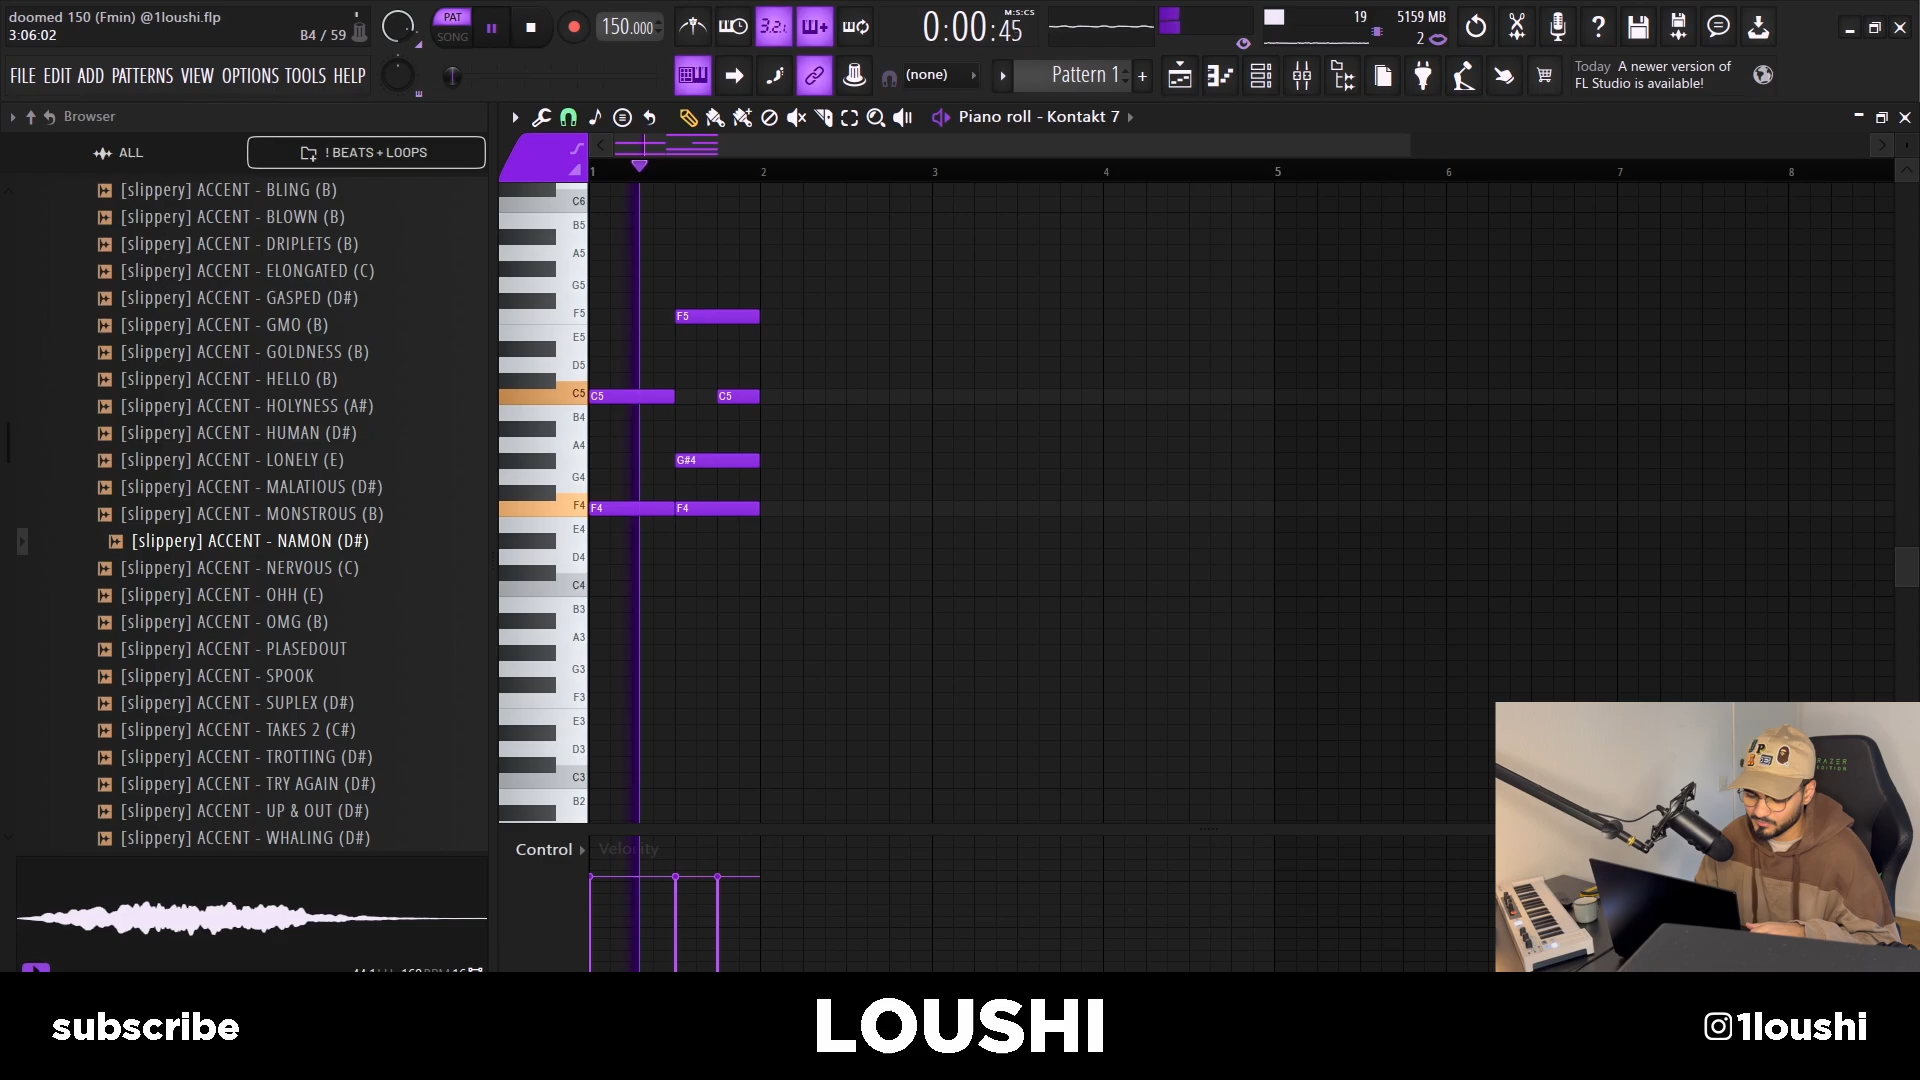 doomed 150 (Fmin) @1loushi.flp
3:06:02
B4 / 59
PAT
SONG
150.000
3.2.1
0:00:45
M:S:CS
19
5159 MB
2
FILE EDIT ADD PATTERNS VIEW OPTIONS TOOLS HELP
(none)
Pattern 1
Today A newer version of
FL Studio is available!
Browser
ALL
! BEATS + LOOPS
[slippery] ACCENT - BLING (B)
[slippery] ACCENT - BLOWN (B)
[slippery] ACCENT - DRIPLETS (B)
[slippery] ACCENT - ELONGATED (C)
[slippery] ACCENT - GASPED (D#)
[slippery] ACCENT - GMO (B)
[slippery] ACCENT - GOLDNESS (B)
[slippery] ACCENT - HELLO (B)
[slippery] ACCENT - HOLYNESS (A#)
[slippery] ACCENT - HUMAN (D#)
[slippery] ACCENT - LONELY (E)
[slippery] ACCENT - MALATIOUS (D#)
[slippery] ACCENT - MONSTROUS (B)
[slippery] ACCENT - NAMON (D#)
[slippery] ACCENT - NERVOUS (C)
[slippery] ACCENT - OHH (E)
[slippery] ACCENT - OMG (B)
[slippery] ACCENT - PLASEDOUT
[slippery] ACCENT - SPOOK
[slippery] ACCENT - SUPLEX (D#)
[slippery] ACCENT - TAKES 2 (C#)
[slippery] ACCENT - TROTTING (D#)
[slippery] ACCENT - TRY AGAIN (D#)
[slippery] ACCENT - UP & OUT (D#)
[slippery] ACCENT - WHALING (D#)
Piano roll - Kontakt 7
1 2 3 4 5 6 7 8
C6
B5
A5
G5
F5 F5
E5
D5
C5 C5 C5
B4
A4
G#4
G4
F4 F4 F4
E4
D4
C4
B3
A3
G3
F3
E3
D3
C3
B2
Control Velocity
RAZER
EDITION
subscribe
LOUSHI
1loushi